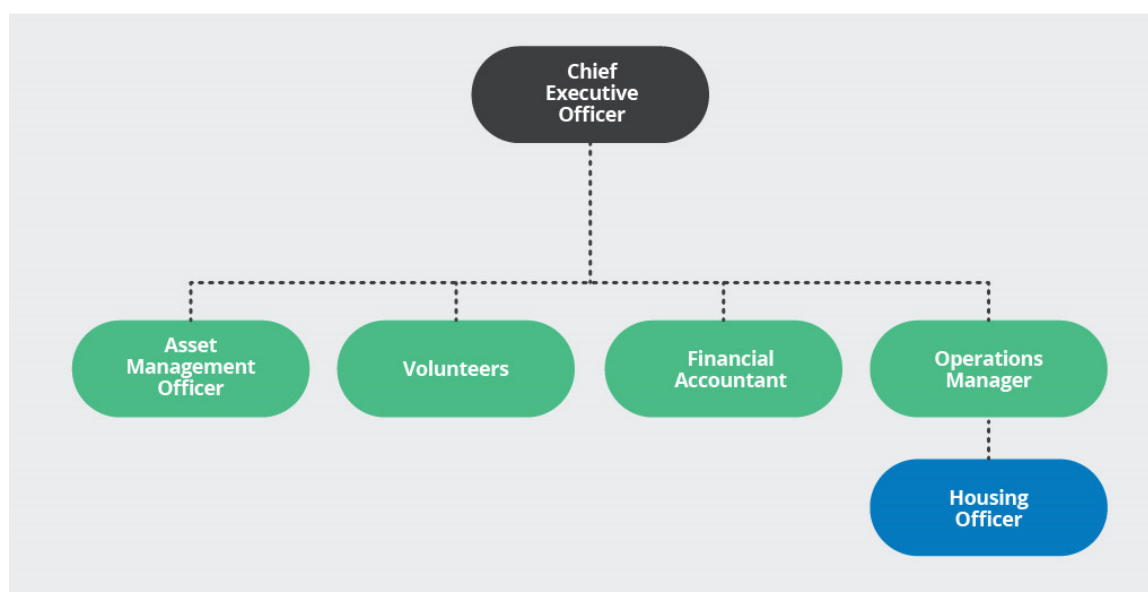 Chief
Executive
Officer
Asset
Management
Officer
Volunteers
Financial
Accountant
Operations
Manager
Housing
Officer